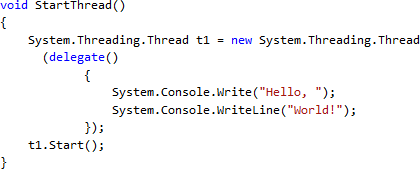 void StartThread()
{
    System.Threading.Thread t1 = new System.Threading.Thread
      (delegate()
            {
                System.Console.Write("Hello, ");
                System.Console.WriteLine("World!");
            });
    t1.Start();
}